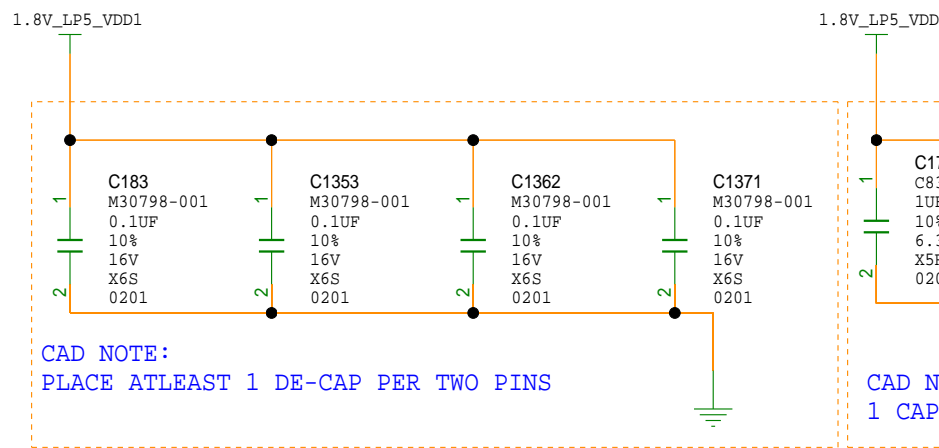 1.8V_LP5_VDD1
1.8V_LP5_VDD
C183
M30798-001
0.1UF
10%
16V
X6S
0201
1
2
C1353
M30798-001
0.1UF
10%
16V
X6S
0201
1
2
C1362
M30798-001
0.1UF
10%
16V
X6S
0201
1
2
C1371
M30798-001
0.1UF
10%
16V
X6S
0201
1
2
1
2
10%
6.3
CAD NOTE:
PLACE ATLEAST 1 DE-CAP PER TWO PINS
CAD N
1 CAP